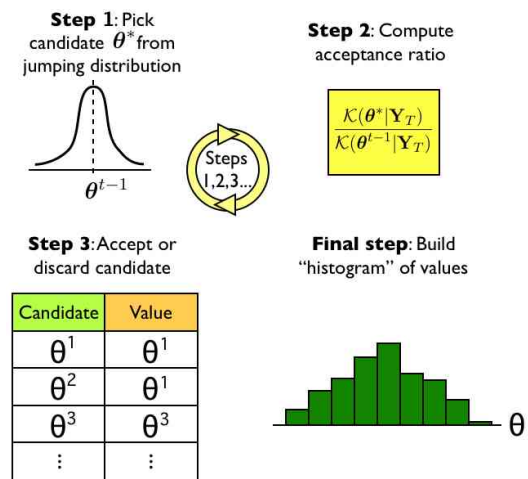 Step 1: Pick
candidate θ* from
jumping distribution
θ^{t−1}
Step 2: Compute
acceptance ratio
𝒦(θ*|Y_T)
𝒦(θ^{t−1}|Y_T)
Steps
1,2,3...
Step 3: Accept or
discard candidate
Candidate Value
θ¹ θ¹
θ² θ¹
θ³ θ³
⋮ ⋮
Final step: Build
“histogram” of values
θ